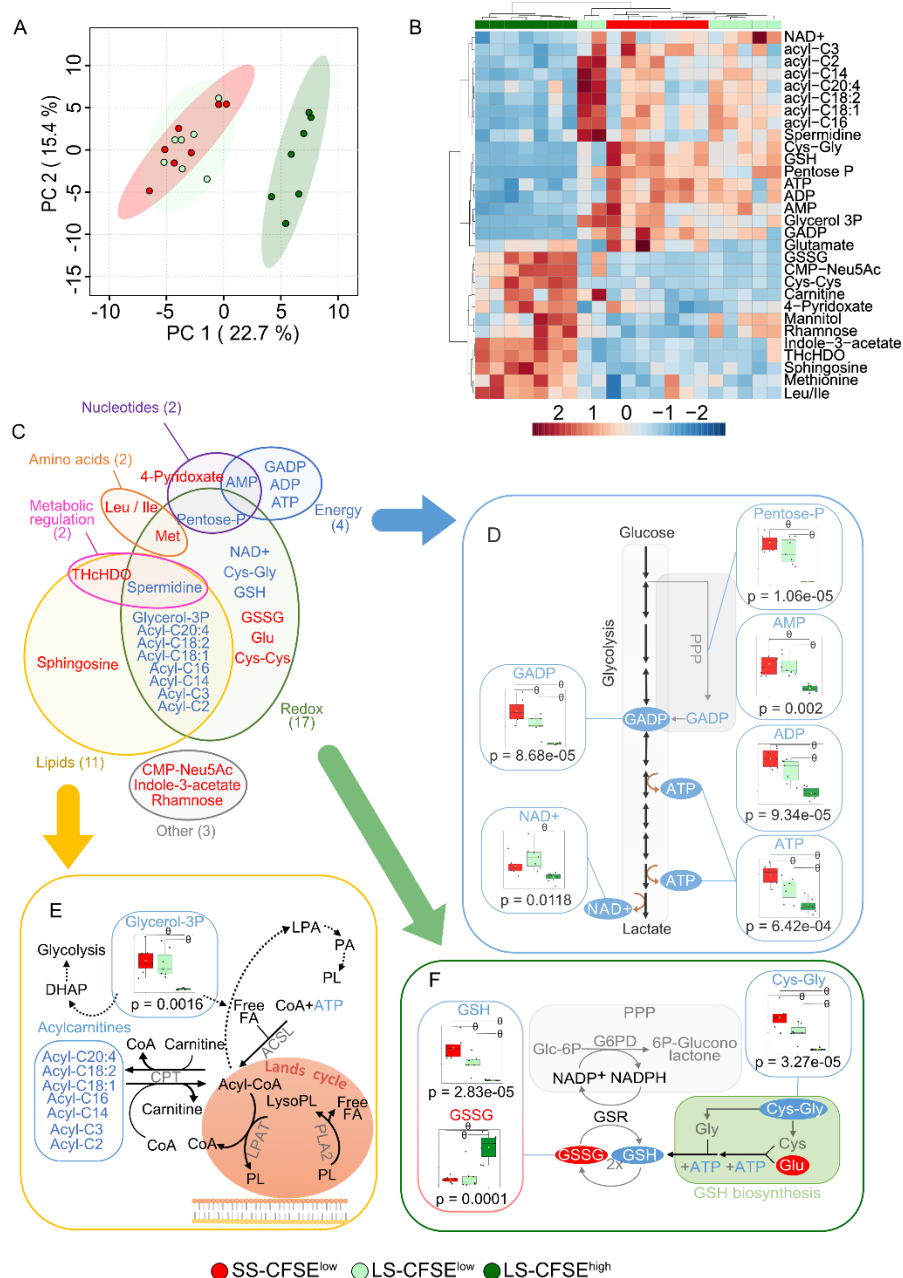 A
B
PC 2 ( 15.4 %)
10
5
0
-5
-10
-15
-10
-5
0
5
10
PC 1 ( 22.7 %)
NAD+
acyl−C3
acyl−C2
acyl−C14
acyl−C20:4
acyl−C18:2
acyl−C18:1
acyl−C16
Spermidine
Cys−Gly
GSH
Pentose P
ATP
ADP
AMP
Glycerol 3P
GADP
Glutamate
GSSG
CMP−Neu5Ac
Cys−Cys
Carnitine
4−Pyridoxate
Mannitol
Rhamnose
Indole−3−acetate
THcHDO
Sphingosine
Methionine
Leu/Ile
2 1 0 −1 −2
C
Nucleotides (2)
Amino acids (2)
Metabolic
regulation
(2)
4-Pyridoxate
AMP
GADP
ADP
ATP
Energy
(4)
Leu / Ile
Met
Pentose-P
THcHDO
Spermidine
NAD+
Cys-Gly
GSH
GSSG
Glu
Cys-Cys
Glycerol-3P
Acyl-C20:4
Acyl-C18:2
Acyl-C18:1
Acyl-C16
Acyl-C14
Acyl-C3
Acyl-C2
Sphingosine
Redox
(17)
Lipids (11)
CMP-Neu5Ac
Indole-3-acetate
Rhamnose
Other (3)
D
Glucose
Glycolysis
PPP
GADP
GADP
ATP
ATP
NAD+
Lactate
Pentose-P
θ
θ
p = 1.06e-05
AMP
θ
θ
p = 0.002
ADP
θ
θ
p = 9.34e-05
ATP
θ
θ
p = 6.42e-04
GADP
θ
θ
p = 8.68e-05
NAD+
θ
p = 0.0118
E
Glycerol-3P
θ
θ
p = 0.0016
Glycolysis
DHAP
LPA
PA
PL
Free
FA
CoA+ATP
ACSL
Acylcarnitines
Acyl-C20:4
Acyl-C18:2
Acyl-C18:1
Acyl-C16
Acyl-C14
Acyl-C3
Acyl-C2
CoA
Carnitine
CPT
Carnitine
CoA
Lands cycle
Acyl-CoA
LysoPL
Free
FA
CoA
LPAT
PLA2
PL
PL
F
GSH
θ
θ
p = 2.83e-05
GSSG
θ
θ
p = 0.0001
PPP
Glc-6P
G6PD
6P-Glucono
lactone
NADP+ NADPH
GSR
GSSG
2x
GSH
Cys-Gly
θ
θ
p = 3.27e-05
Cys-Gly
Gly
Cys
Glu
+ATP +ATP
GSH biosynthesis
SS-CFSElow LS-CFSElow LS-CFSEhigh